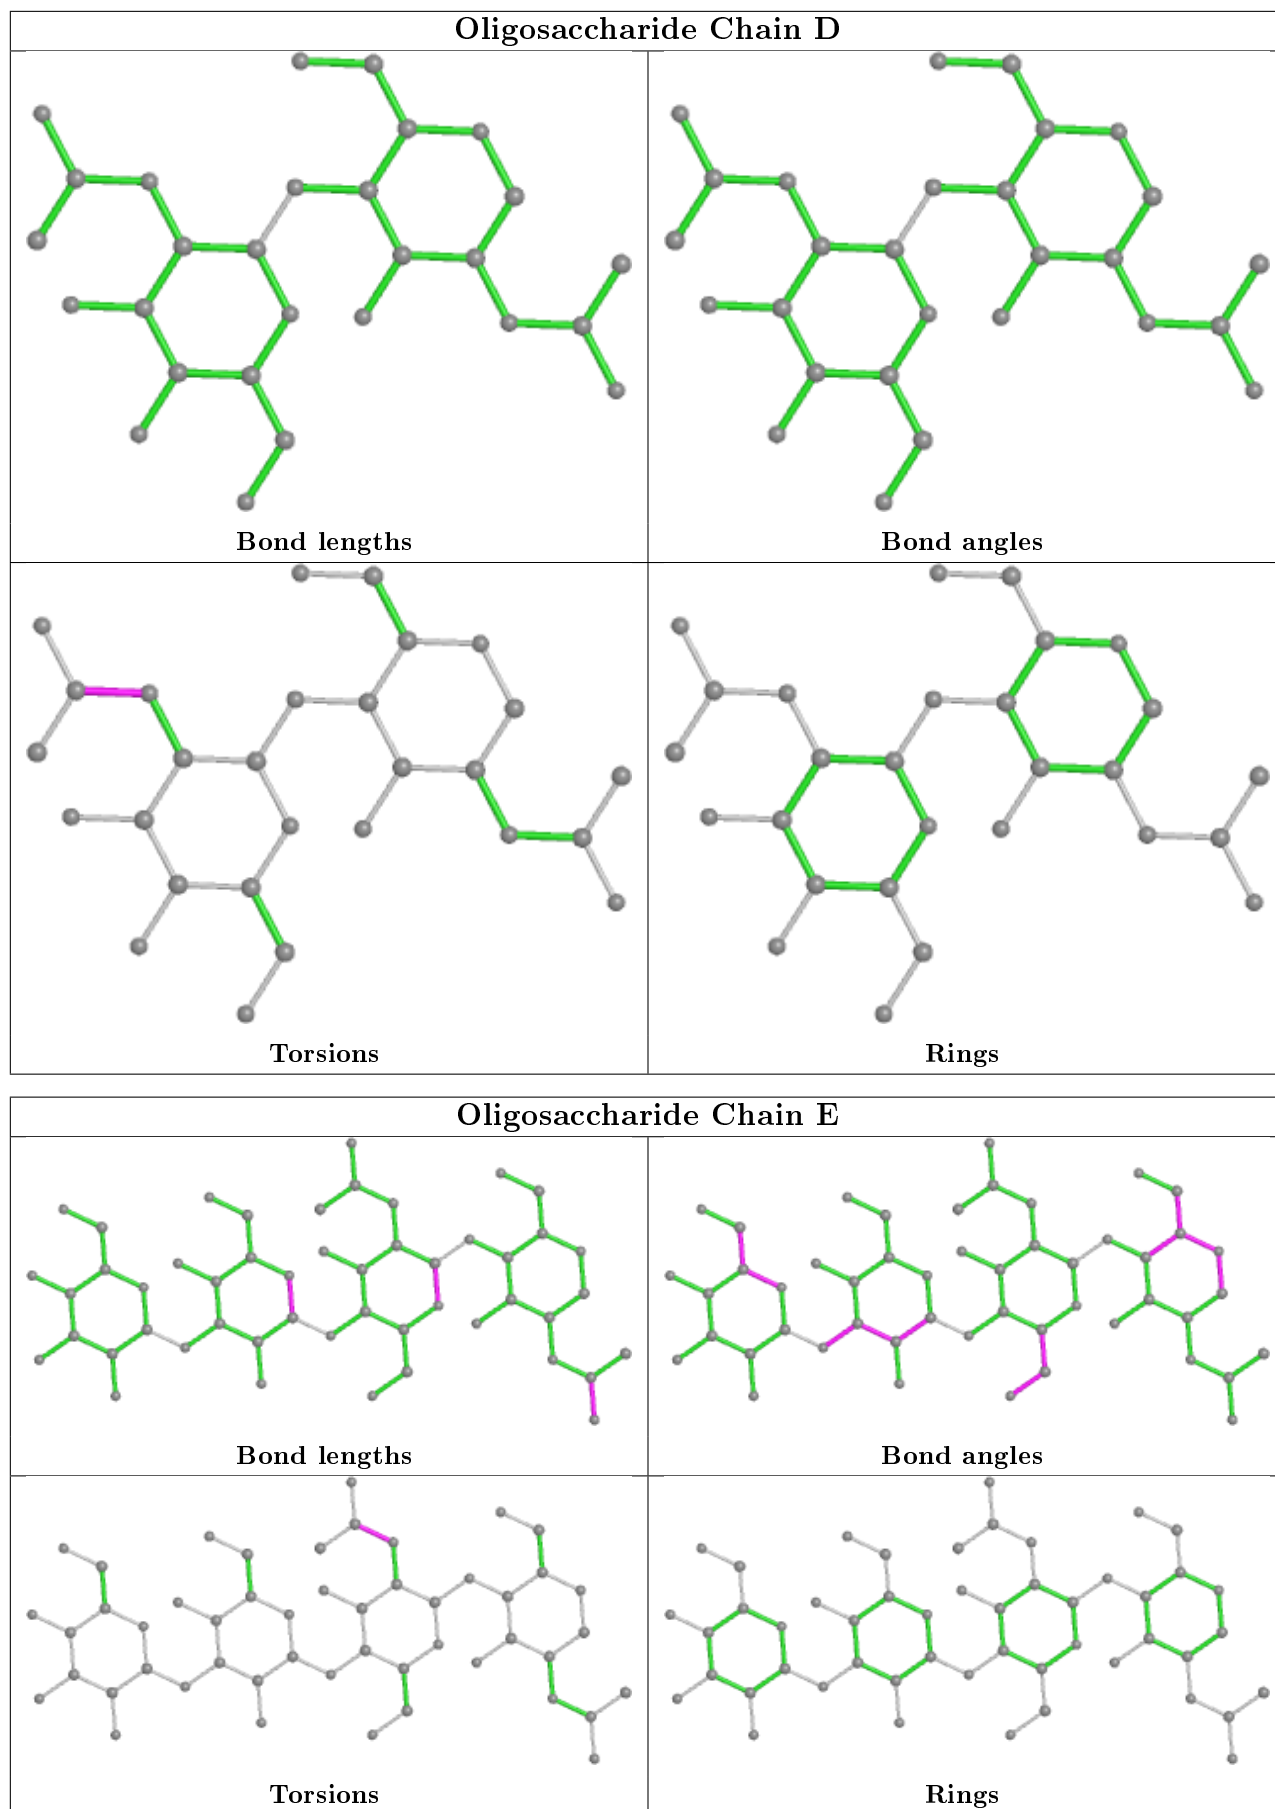 Oligosaccharide Chain D
Bond lengths
Bond angles
Torsions
Rings
Oligosaccharide Chain E
Bond lengths
Bond angles
Torsions
Rings